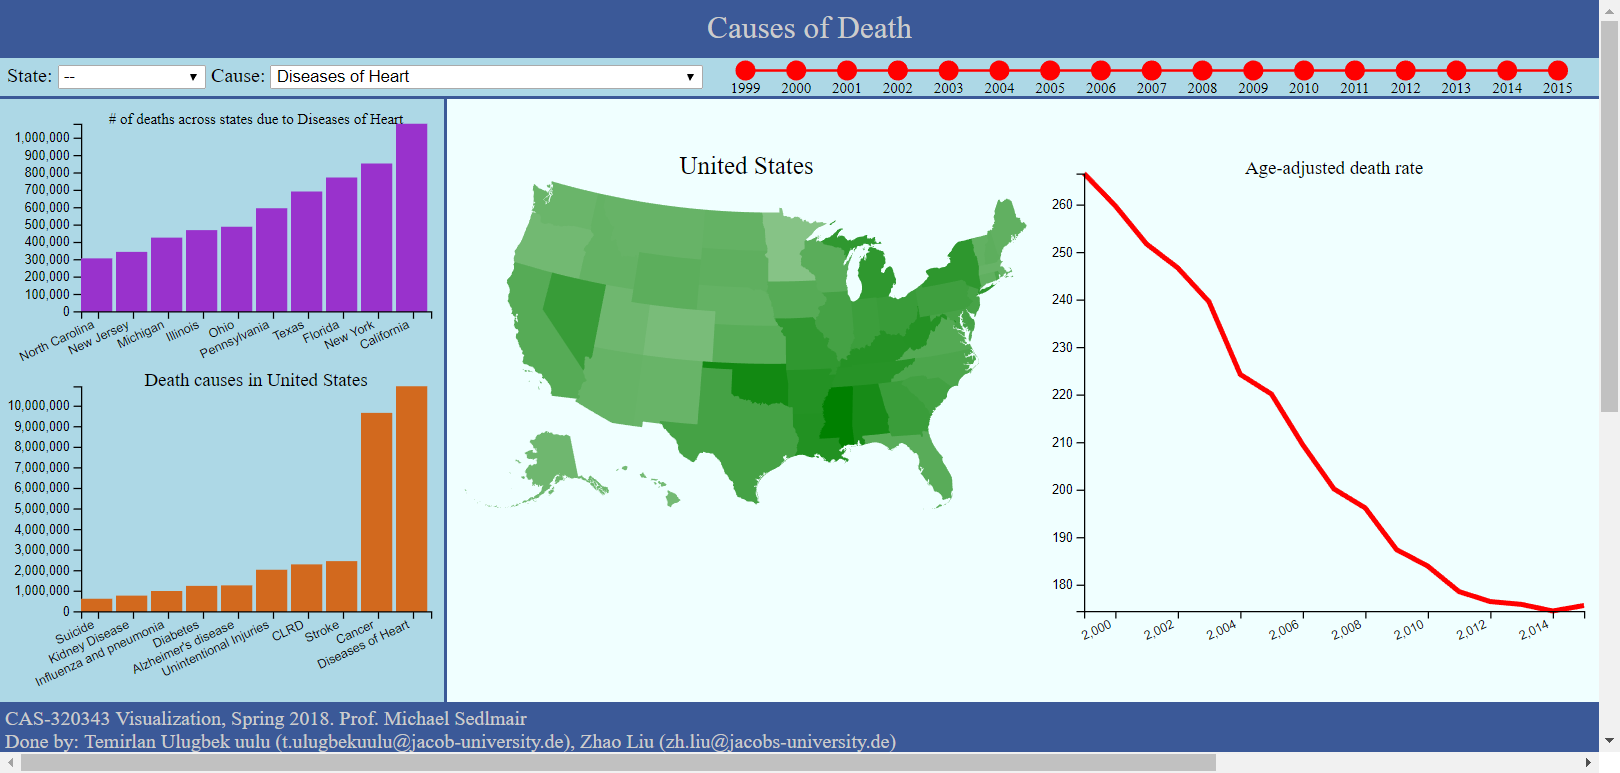 Causes of Death
State: -- Cause: Diseases of Heart
1999 2000 2001 2002 2003 2004 2005 2006 2007 2008 2009 2010 2011 2012 2013 2014 2015
# of deaths across states due to Diseases of Heart
1,000,000
900,000
800,000
700,000
600,000
500,000
400,000
300,000
200,000
100,000
0
North Carolina New Jersey Michigan Illinois Ohio Pennsylvania Texas Florida New York California
Death causes in United States
10,000,000
9,000,000
8,000,000
7,000,000
6,000,000
5,000,000
4,000,000
3,000,000
2,000,000
1,000,000
0
Suicide Kidney Disease Influenza and pneumonia Diabetes Alzheimer's disease Unintentional Injuries CLRD Stroke Cancer Diseases of Heart
United States
Age-adjusted death rate
260
250
240
230
220
210
200
190
180
2,000 2,002 2,004 2,006 2,008 2,010 2,012 2,014
CAS-320343 Visualization, Spring 2018. Prof. Michael Sedlmair
Done by: Temirlan Ulugbek uulu (t.ulugbekuulu@jacob-university.de), Zhao Liu (zh.liu@jacobs-university.de)